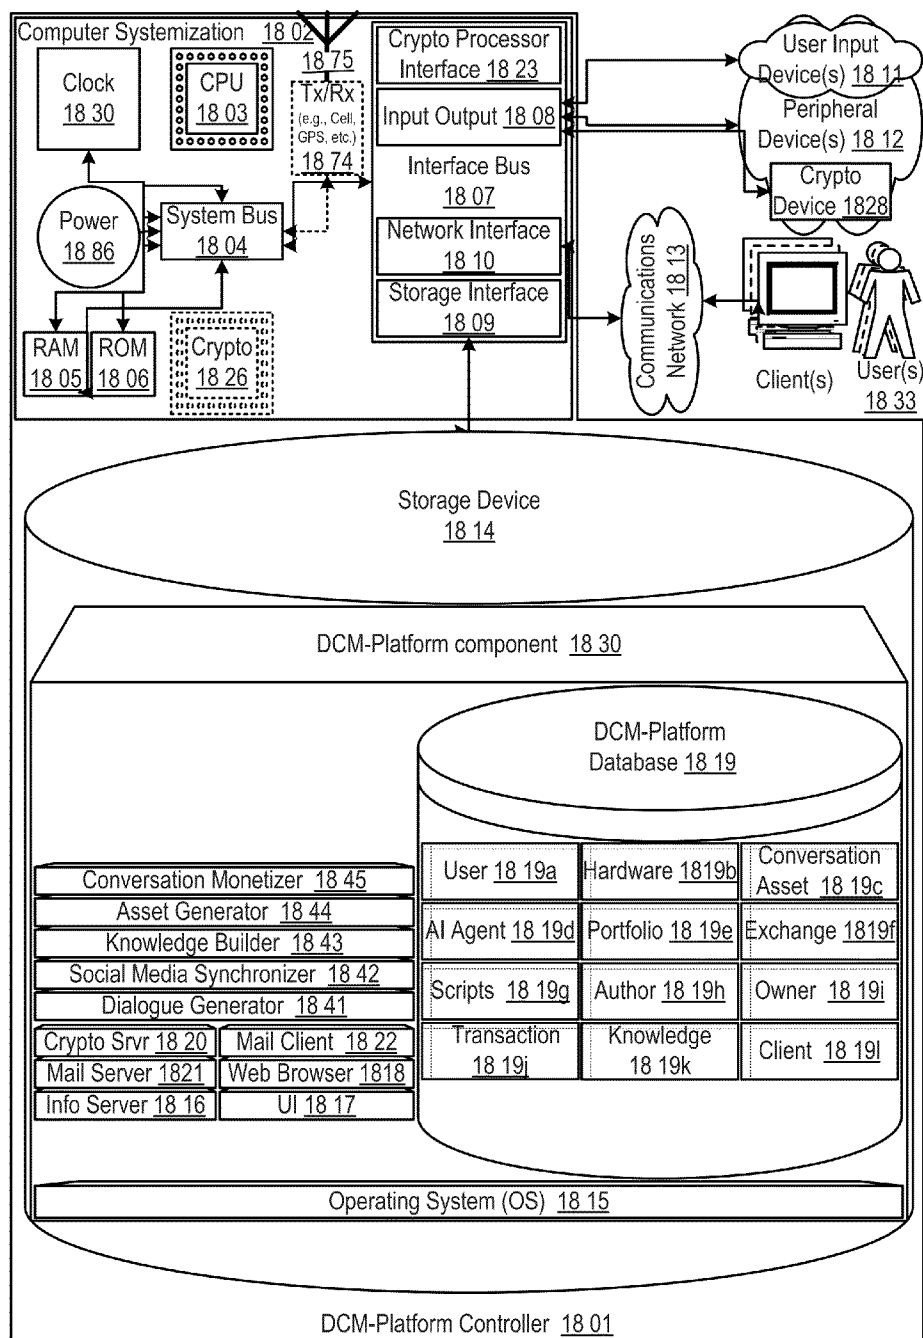 Computer Systemization 18 02
Clock
18 30
CPU
18 03
18 75
Tx/Rx
(e.g., Cell,
GPS, etc.)
18 74
Power
18 86
System Bus
18 04
RAM
18 05
ROM
18 06
Crypto
18 26
Crypto Processor
Interface 18 23
Input Output 18 08
Interface Bus
18 07
Network Interface
18 10
Storage Interface
18 09
User Input
Device(s) 18 11
Peripheral
Device(s) 18 12
Crypto
Device 1828
Communications
Network 18 13
Client(s)
User(s)
18 33
Storage Device
18 14
DCM-Platform component 18 30
DCM-Platform
Database 18 19
User 18 19a
Hardware 1819b
Conversation
Asset 18 19c
AI Agent 18 19d
Portfolio 18 19e
Exchange 1819f
Scripts 18 19g
Author 18 19h
Owner 18 19i
Transaction
18 19j
Knowledge
18 19k
Client 18 19l
Conversation Monetizer 18 45
Asset Generator 18 44
Knowledge Builder 18 43
Social Media Synchronizer 18 42
Dialogue Generator 18 41
Crypto Srvr 18 20
Mail Client 18 22
Mail Server 1821
Web Browser 1818
Info Server 18 16
UI 18 17
Operating System (OS) 18 15
DCM-Platform Controller 18 01